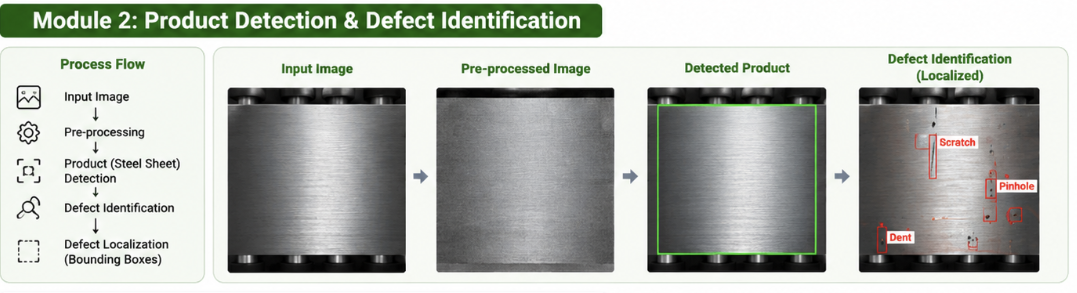 Module 2: Product Detection & Defect Identification
Process Flow
Input Image
Pre-processing
Product (Steel Sheet)
Detection
Defect Identification
Defect Localization
(Bounding Boxes)
Input Image
Pre-processed Image
Detected Product
Defect Identification
(Localized)
Scratch
Pinhole
Dent